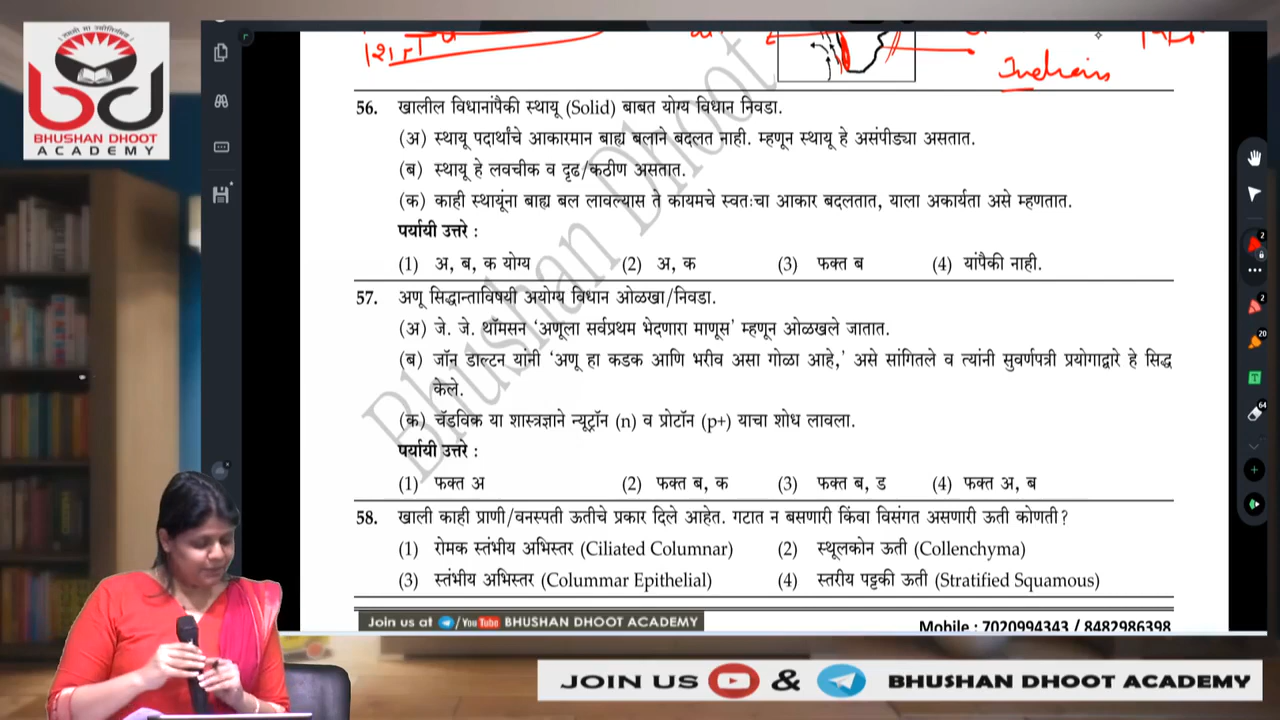 BHUSHAN DHOOT
ACADEMY
Indians
56. खालील विधानांपैकी स्थायू (Solid) बाबत योग्य विधान निवडा.
(अ) स्थायू पदार्थांचे आकारमान बाह्य बलाने बदलत नाही. म्हणून स्थायू हे असंपीड्या असतात.
(ब) स्थायू हे लवचीक व दृढ/कठीण असतात.
(क) काही स्थायूंना बाह्य बल लावल्यास ते कायमचे स्वतःचा आकार बदलतात, याला अकार्यता असे म्हणतात.
पर्यायी उत्तरे :
(1) अ, ब, क योग्य (2) अ, क (3) फक्त ब (4) यांपैकी नाही.
57. अणू सिद्धान्ताविषयी अयोग्य विधान ओळखा/निवडा.
(अ) जे. जे. थॉमसन ‘अणूला सर्वप्रथम भेदणारा माणूस’ म्हणून ओळखले जातात.
(ब) जॉन डाल्टन यांनी ‘अणू हा कडक आणि भरीव असा गोळा आहे,’ असे सांगितले व त्यांनी सुवर्णपत्री प्रयोगाद्वारे हे सिद्ध
केले.
(क) चॅडविक या शास्त्रज्ञाने न्यूट्रॉन (n) व प्रोटॉन (p+) याचा शोध लावला.
पर्यायी उत्तरे :
(1) फक्त अ (2) फक्त ब, क (3) फक्त ब, ड (4) फक्त अ, ब
58. खाली काही प्राणी/वनस्पती ऊतीचे प्रकार दिले आहेत. गटात न बसणारी किंवा विसंगत असणारी ऊती कोणती?
(1) रोमक स्तंभीय अभिस्तर (Ciliated Columnar) (2) स्थूलकोन ऊती (Collenchyma)
(3) स्तंभीय अभिस्तर (Colummar Epithelial) (4) स्तरीय पट्टकी ऊती (Stratified Squamous)
Bhushan Dhoot
Join us at /You Tube BHUSHAN DHOOT ACADEMY Mobile : 7020994343 / 8482986398
JOIN US & BHUSHAN DHOOT ACADEMY